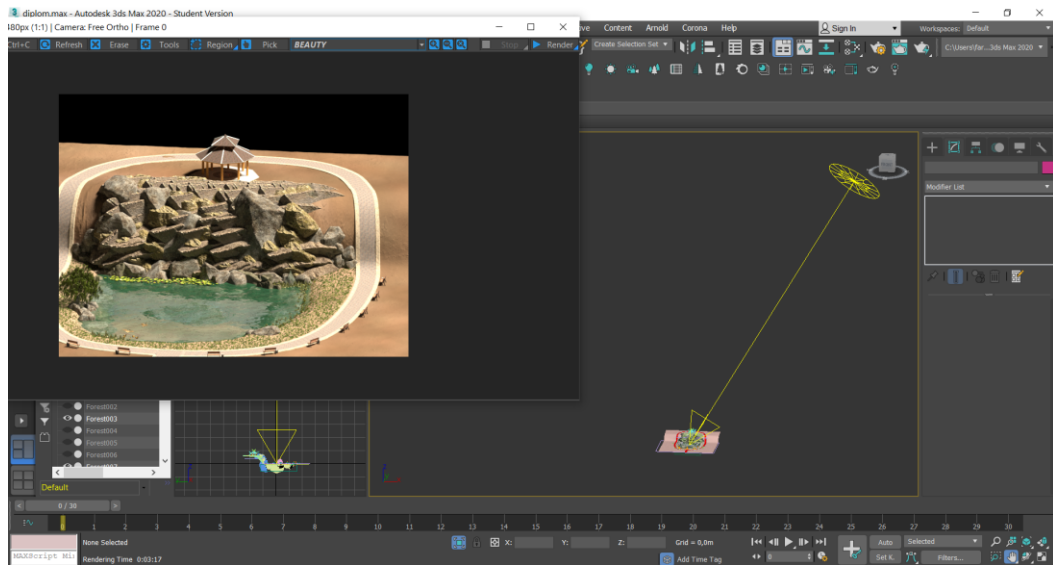 diplom.max - Autodesk 3ds Max 2020 - Student Version
480px (1:1) | Camera: Free Ortho | Frame 0
Content Arnold Corona Help
Sign In
Workspaces: Default
Ctrl+C Refresh Erase Tools Region Pick BEAUTY Stop Render
Create Selection Set
C:\Users\far...3ds Max 2020
Modifier List
Forest002
Forest003
Forest004
Forest005
Forest006
Default
0 / 30
0 1 2 3 4 5 6 7 8 9 10 11 12 13 14 15 16 17 18 19 20 21 22 23 24 25 26 27 28 29 30
None Selected
X: Y: Z: Grid = 0,0m
Auto Selected
MAXScript Mi
Rendering Time 0:03:17
Add Time Tag
0
Set K. Filters...